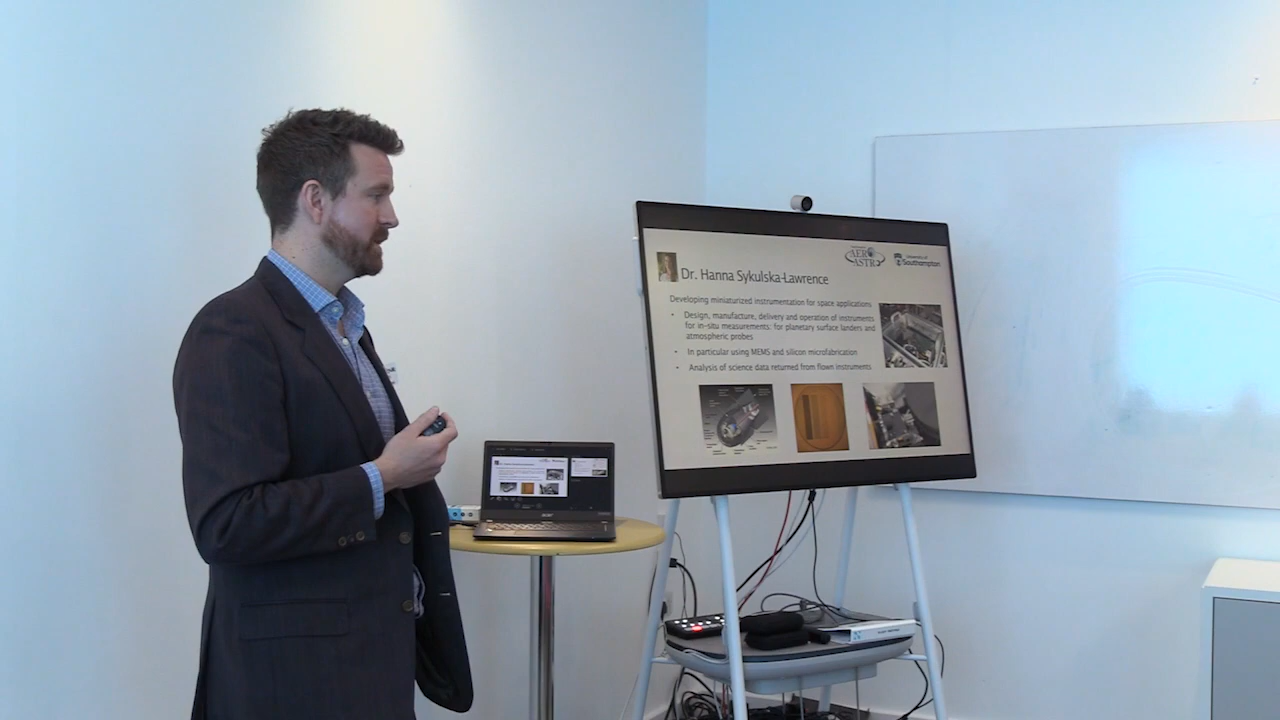 AERO
ASTRO
University of
Southampton
Dr. Hanna Sykulska-Lawrence
Developing miniaturized instrumentation for space applications
• Design, manufacture, delivery and operation of instruments
for in-situ measurements: for planetary surface landers and
atmospheric probes
• In particular using MEMS and silicon microfabrication
• Analysis of science data returned from flown instruments
acer